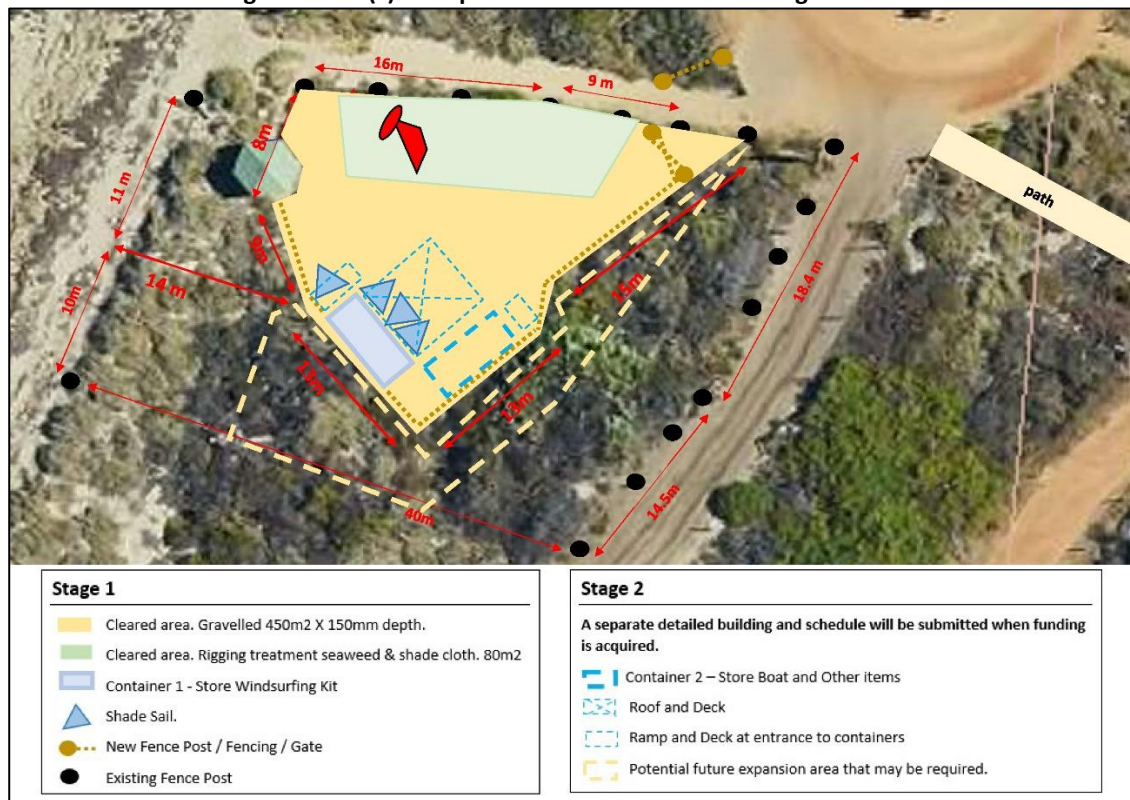 16m
9 m
8m
11 m
path
9m
15m
18.4 m
14 m
10m
13m
13m
14.5m
40m
Stage 1
Cleared area. Gravelled 450m2 X 150mm depth.
Cleared area. Rigging treatment seaweed & shade cloth. 80m2
Container 1 - Store Windsurfing Kit
Shade Sail.
New Fence Post / Fencing / Gate
Existing Fence Post
Stage 2
A separate detailed building and schedule will be submitted when funding
is acquired.
Container 2 – Store Boat and Other items
Roof and Deck
Ramp and Deck at entrance to containers
Potential future expansion area that may be required.